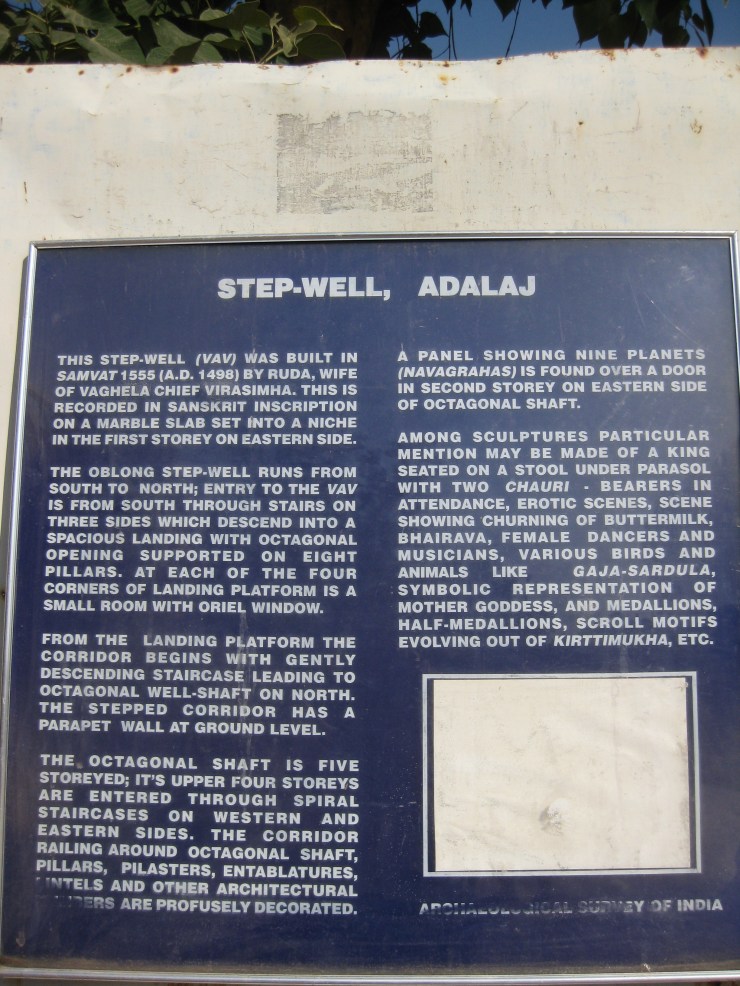 STEP-WELL, ADALAJ
THIS STEP-WELL (VAV) WAS BUILT IN
SAMVAT 1555 (A.D. 1498) BY RUDA, WIFE
OF VAGHELA CHIEF VIRASIMHA. THIS IS
RECORDED IN SANSKRIT INSCRIPTION
ON A MARBLE SLAB SET INTO A NICHE
IN THE FIRST STOREY ON EASTERN SIDE.
THE OBLONG STEP-WELL RUNS FROM
SOUTH TO NORTH; ENTRY TO THE VAV
IS FROM SOUTH THROUGH STAIRS ON
THREE SIDES WHICH DESCEND INTO A
SPACIOUS LANDING WITH OCTAGONAL
OPENING SUPPORTED ON EIGHT
PILLARS. AT EACH OF THE FOUR
CORNERS OF LANDING PLATFORM IS A
SMALL ROOM WITH ORIEL WINDOW.
FROM THE LANDING PLATFORM THE
CORRIDOR BEGINS WITH GENTLY
DESCENDING STAIRCASE LEADING TO
OCTAGONAL WELL-SHAFT ON NORTH.
THE STEPPED CORRIDOR HAS A
PARAPET WALL AT GROUND LEVEL.
THE OCTAGONAL SHAFT IS FIVE
STOREYED; IT'S UPPER FOUR STOREYS
ARE ENTERED THROUGH SPIRAL
STAIRCASES ON WESTERN AND
EASTERN SIDES. THE CORRIDOR
RAILING AROUND OCTAGONAL SHAFT,
PILLARS, PILASTERS, ENTABLATURES,
LINTELS AND OTHER ARCHITECTURAL
ARE PROFUSELY DECORATED.
A PANEL SHOWING NINE PLANETS
(NAVAGRAHAS) IS FOUND OVER A DOOR
IN SECOND STOREY ON EASTERN SIDE
OF OCTAGONAL SHAFT.
AMONG SCULPTURES PARTICULAR
MENTION MAY BE MADE OF A KING
SEATED ON A STOOL UNDER PARASOL
WITH TWO CHAURI - BEARERS IN
ATTENDANCE, EROTIC SCENES, SCENE
SHOWING CHURNING OF BUTTERMILK,
BHAIRAVA, FEMALE DANCERS AND
MUSICIANS, VARIOUS BIRDS AND
ANIMALS LIKE GAJA-SARDULA,
SYMBOLIC REPRESENTATION OF
MOTHER GODDESS, AND MEDALLIONS,
HALF-MEDALLIONS, SCROLL MOTIFS
EVOLVING OUT OF KIRTTIMUKHA, ETC.
ARCHAEOLOGICAL SURVEY OF INDIA